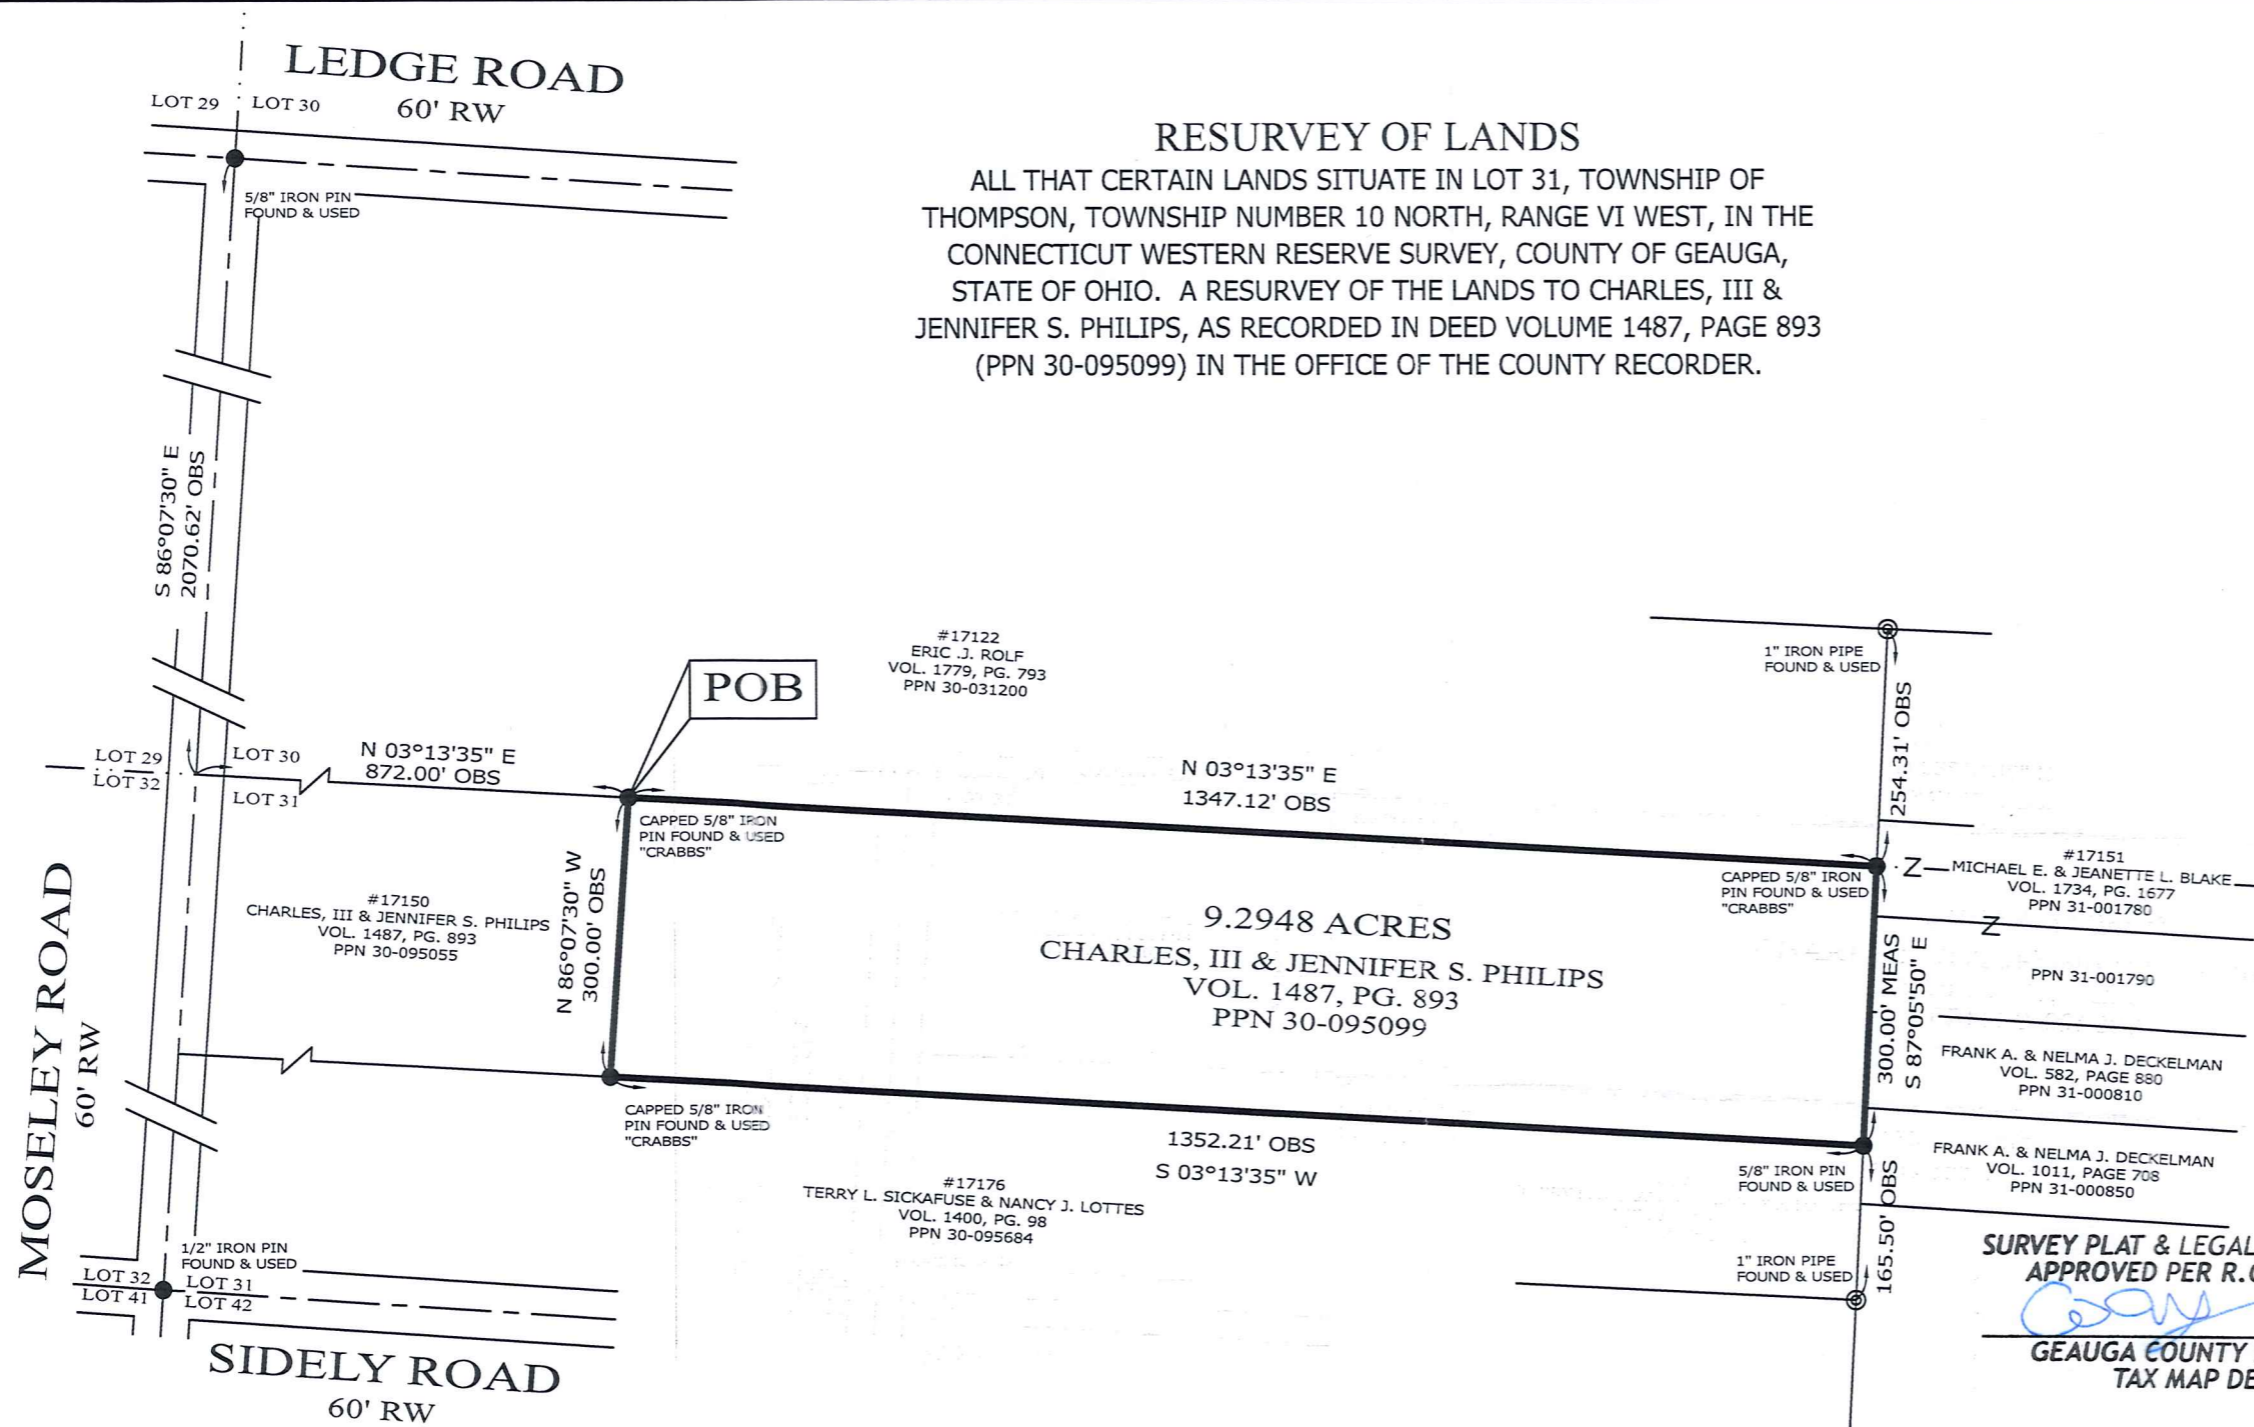 LEDGE ROAD
60' RW
LOT 29
LOT 30
5/8" IRON PIN
FOUND & USED
RESURVEY OF LANDS
ALL THAT CERTAIN LANDS SITUATE IN LOT 31, TOWNSHIP OF
THOMPSON, TOWNSHIP NUMBER 10 NORTH, RANGE VI WEST, IN THE
CONNECTICUT WESTERN RESERVE SURVEY, COUNTY OF GEAUGA,
STATE OF OHIO. A RESURVEY OF THE LANDS TO CHARLES, III &
JENNIFER S. PHILIPS, AS RECORDED IN DEED VOLUME 1487, PAGE 893
(PPN 30-095099) IN THE OFFICE OF THE COUNTY RECORDER.
S 86°07'30" E
2070.62' OBS
#17122
ERIC .J. ROLF
VOL. 1779, PG. 793
PPN 30-031200
POB
1" IRON PIPE
FOUND & USED
254.31' OBS
LOT 29
LOT 32
LOT 30
LOT 31
N 03°13'35" E
872.00' OBS
N 03°13'35" E
1347.12' OBS
CAPPED 5/8" IRON
PIN FOUND & USED
"CRABBS"
N 86°07'30" W
300.00' OBS
#17150
CHARLES, III & JENNIFER S. PHILIPS
VOL. 1487, PG. 893
PPN 30-095055
CAPPED 5/8" IRON
PIN FOUND & USED
"CRABBS"
9.2948 ACRES
CHARLES, III & JENNIFER S. PHILIPS
VOL. 1487, PG. 893
PPN 30-095099
300.00' MEAS
S 87°05'50" E
Z
#17151
MICHAEL E. & JEANETTE L. BLAKE
VOL. 1734, PG. 1677
PPN 31-001780
Z
PPN 31-001790
FRANK A. & NELMA J. DECKELMAN
VOL. 582, PAGE 880
PPN 31-000810
MOSELEY ROAD
60' RW
CAPPED 5/8" IRON
PIN FOUND & USED
"CRABBS"
1352.21' OBS
S 03°13'35" W
#17176
TERRY L. SICKAFUSE & NANCY J. LOTTES
VOL. 1400, PG. 98
PPN 30-095684
5/8" IRON PIN
FOUND & USED
165.50' OBS
FRANK A. & NELMA J. DECKELMAN
VOL. 1011, PAGE 708
PPN 31-000850
1" IRON PIPE
FOUND & USED
1/2" IRON PIN
FOUND & USED
LOT 32
LOT 41
LOT 31
LOT 42
SIDELY ROAD
60' RW
SURVEY PLAT & LEGAL
APPROVED PER R.
GEAUGA COUNTY
TAX MAP DE